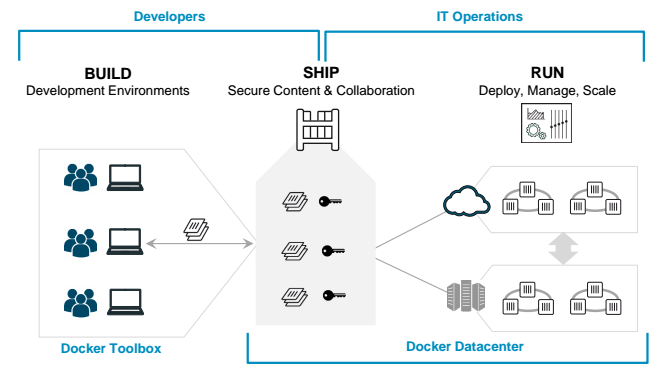 Developers
IT Operations
BUILD
Development Environments
SHIP
Secure Content & Collaboration
RUN
Deploy, Manage, Scale
Docker Toolbox
Docker Datacenter